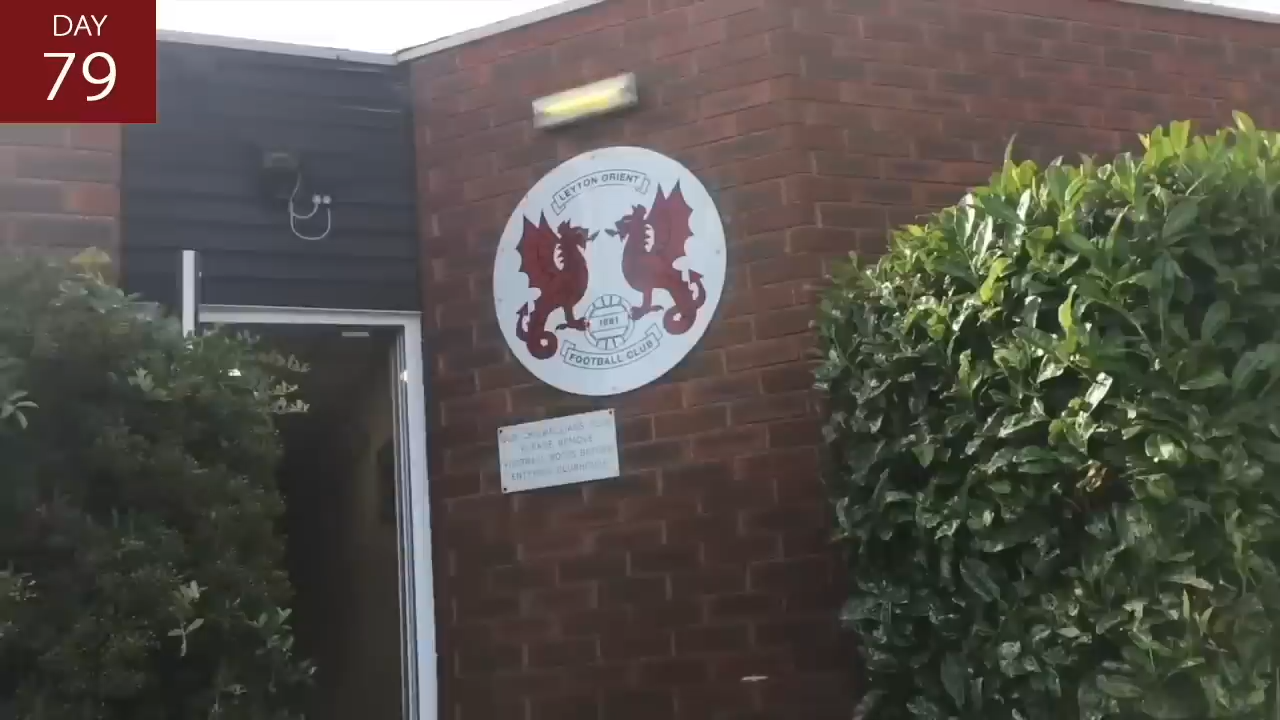 DAY
79
LEYTON ORIENT
1881
FOOTBALL CLUB
PLEASE REMOVE
FOOTBALL BOOTS BEFORE
ENTERING CLUBHOUSE